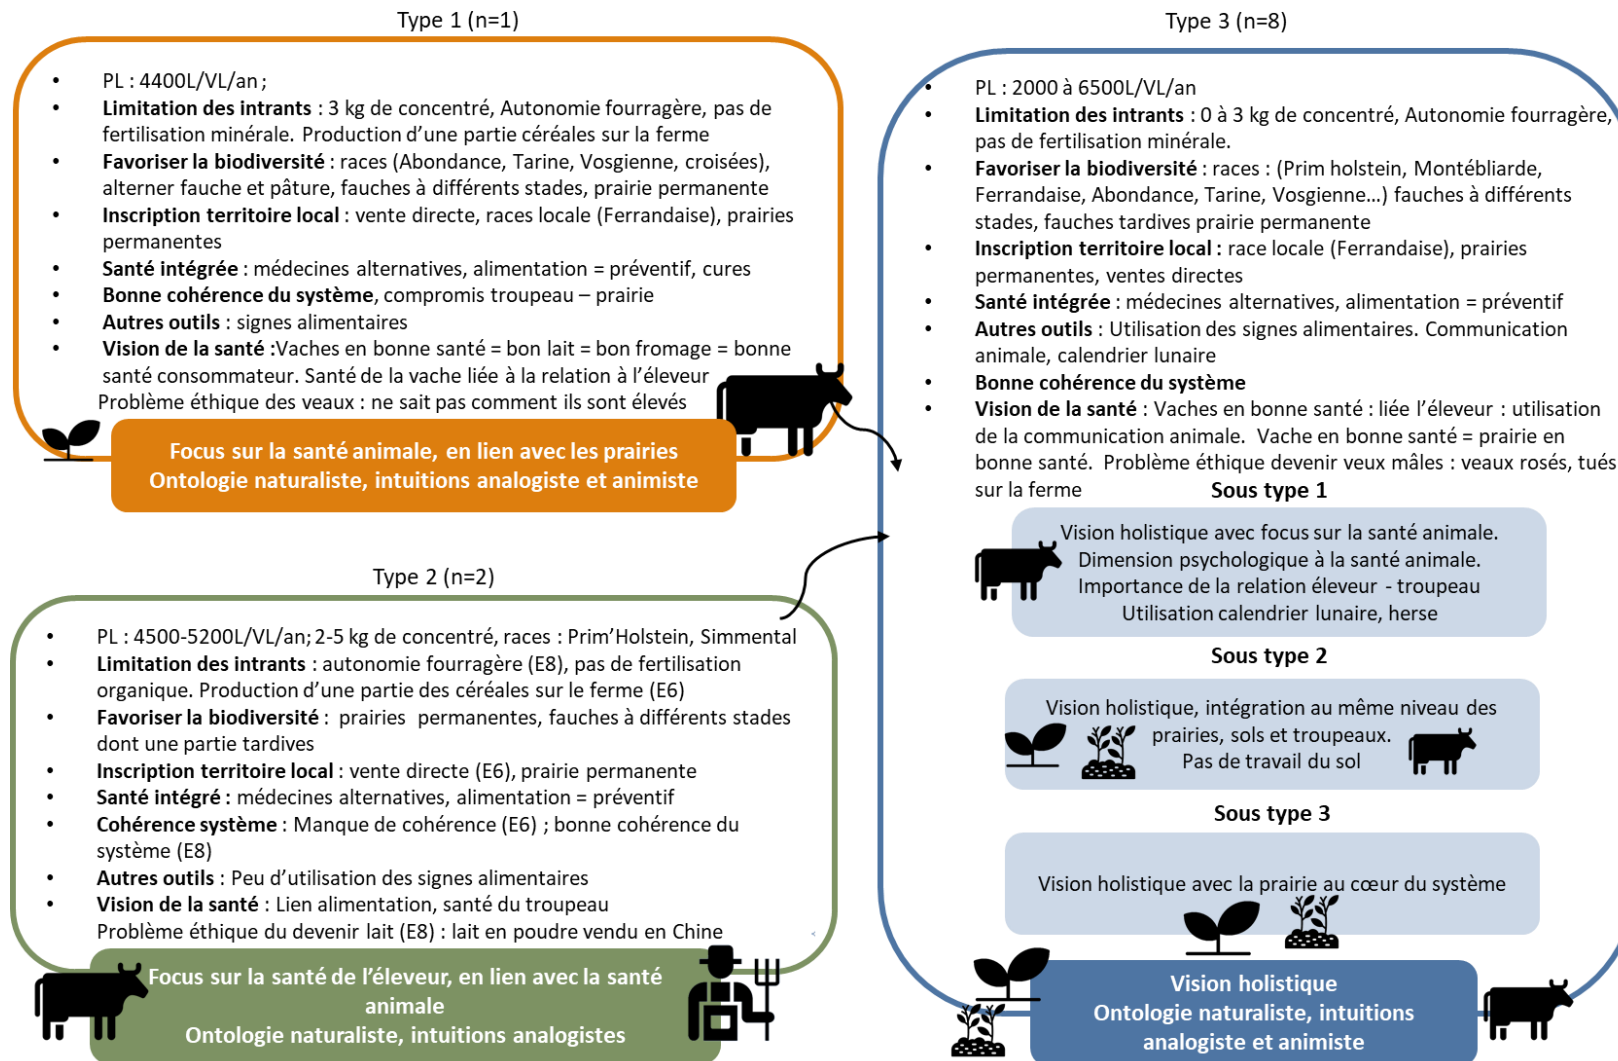 Type 1 (n=1)
• PL : 4400L/VL/an ;
• Limitation des intrants : 3 kg de concentré, Autonomie fourragère, pas de
fertilisation minérale. Production d’une partie céréales sur la ferme
• Favoriser la biodiversité : races (Abondance, Tarine, Vosgienne, croisées),
alterner fauche et pâture, fauches à différents stades, prairie permanente
• Inscription territoire local : vente directe, races locale (Ferrandaise), prairies
permanentes
• Santé intégrée : médecines alternatives, alimentation = préventif, cures
• Bonne cohérence du système, compromis troupeau – prairie
• Autres outils : signes alimentaires
• Vision de la santé :Vaches en bonne santé = bon lait = bon fromage = bonne
santé consommateur. Santé de la vache liée à la relation à l’éleveur
Problème éthique des veaux : ne sait pas comment ils sont élevés
Focus sur la santé animale, en lien avec les prairies
Ontologie naturaliste, intuitions analogiste et animiste
Type 2 (n=2)
• PL : 4500-5200L/VL/an; 2-5 kg de concentré, races : Prim’Holstein, Simmental
• Limitation des intrants : autonomie fourragère (E8), pas de fertilisation
organique. Production d’une partie des céréales sur le ferme (E6)
• Favoriser la biodiversité : prairies permanentes, fauches à différents stades
dont une partie tardives
• Inscription territoire local : vente directe (E6), prairie permanente
• Santé intégré : médecines alternatives, alimentation = préventif
• Cohérence système : Manque de cohérence (E6) ; bonne cohérence du
système (E8)
• Autres outils : Peu d’utilisation des signes alimentaires
• Vision de la santé : Lien alimentation, santé du troupeau
Problème éthique du devenir lait (E8) : lait en poudre vendu en Chine
Focus sur la santé de l’éleveur, en lien avec la santé
animale
Ontologie naturaliste, intuitions analogistes
Type 3 (n=8)
• PL : 2000 à 6500L/VL/an
• Limitation des intrants : 0 à 3 kg de concentré, Autonomie fourragère,
pas de fertilisation minérale.
• Favoriser la biodiversité : races : (Prim holstein, Montébliarde,
Ferrandaise, Abondance, Tarine, Vosgienne…) fauches à différents
stades, fauches tardives prairie permanente
• Inscription territoire local : race locale (Ferrandaise), prairies
permanentes, ventes directes
• Santé intégrée : médecines alternatives, alimentation = préventif
• Autres outils : Utilisation des signes alimentaires. Communication
animale, calendrier lunaire
• Bonne cohérence du système
• Vision de la santé : Vaches en bonne santé : liée l’éleveur : utilisation
de la communication animale. Vache en bonne santé = prairie en
bonne santé. Problème éthique devenir veux mâles : veaux rosés, tués
sur la ferme
Sous type 1
Vision holistique avec focus sur la santé animale.
Dimension psychologique à la santé animale.
Importance de la relation éleveur - troupeau
Utilisation calendrier lunaire, herse
Sous type 2
Vision holistique, intégration au même niveau des
prairies, sols et troupeaux.
Pas de travail du sol
Sous type 3
Vision holistique avec la prairie au cœur du système
Vision holistique
Ontologie naturaliste, intuitions
analogiste et animiste